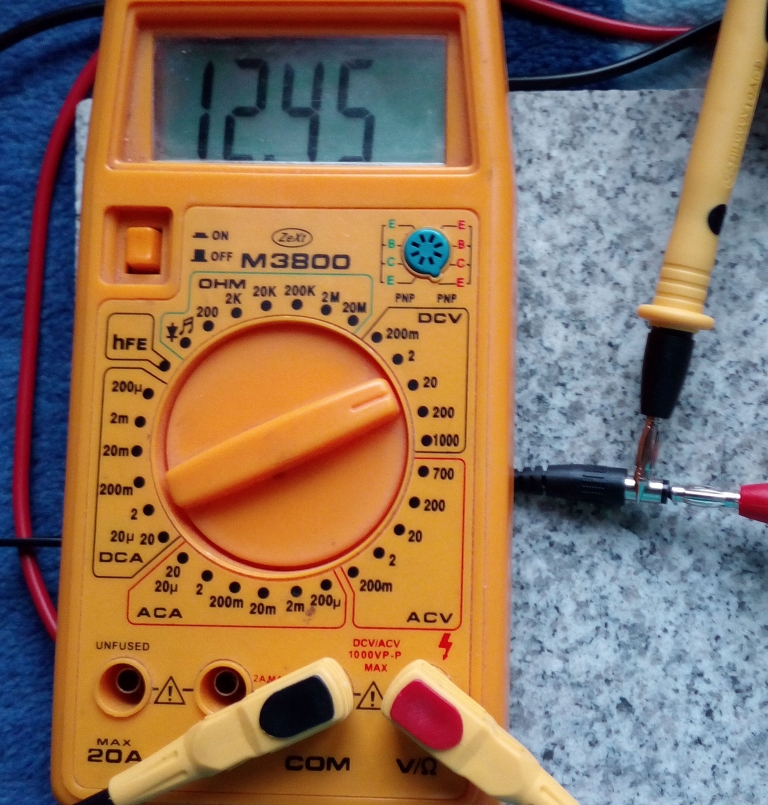 12.45
ON
OFF
ZeXt
M3800
E E
B B
C C
E E
PNP PNP
OHM
200 2K 20K 200K 2M 20M
hFE
DCV
200m
2
20
200
1000
200µ
2m
20m
200m
2
20µ 20
DCA
700
200
20
2
200m
ACV
20
20µ
2
200m
20m
2m
200µ
ACA
UNFUSED
DCV/ACV
1000VP-P
MAX
2A
MAX
20A
COM
V/Ω